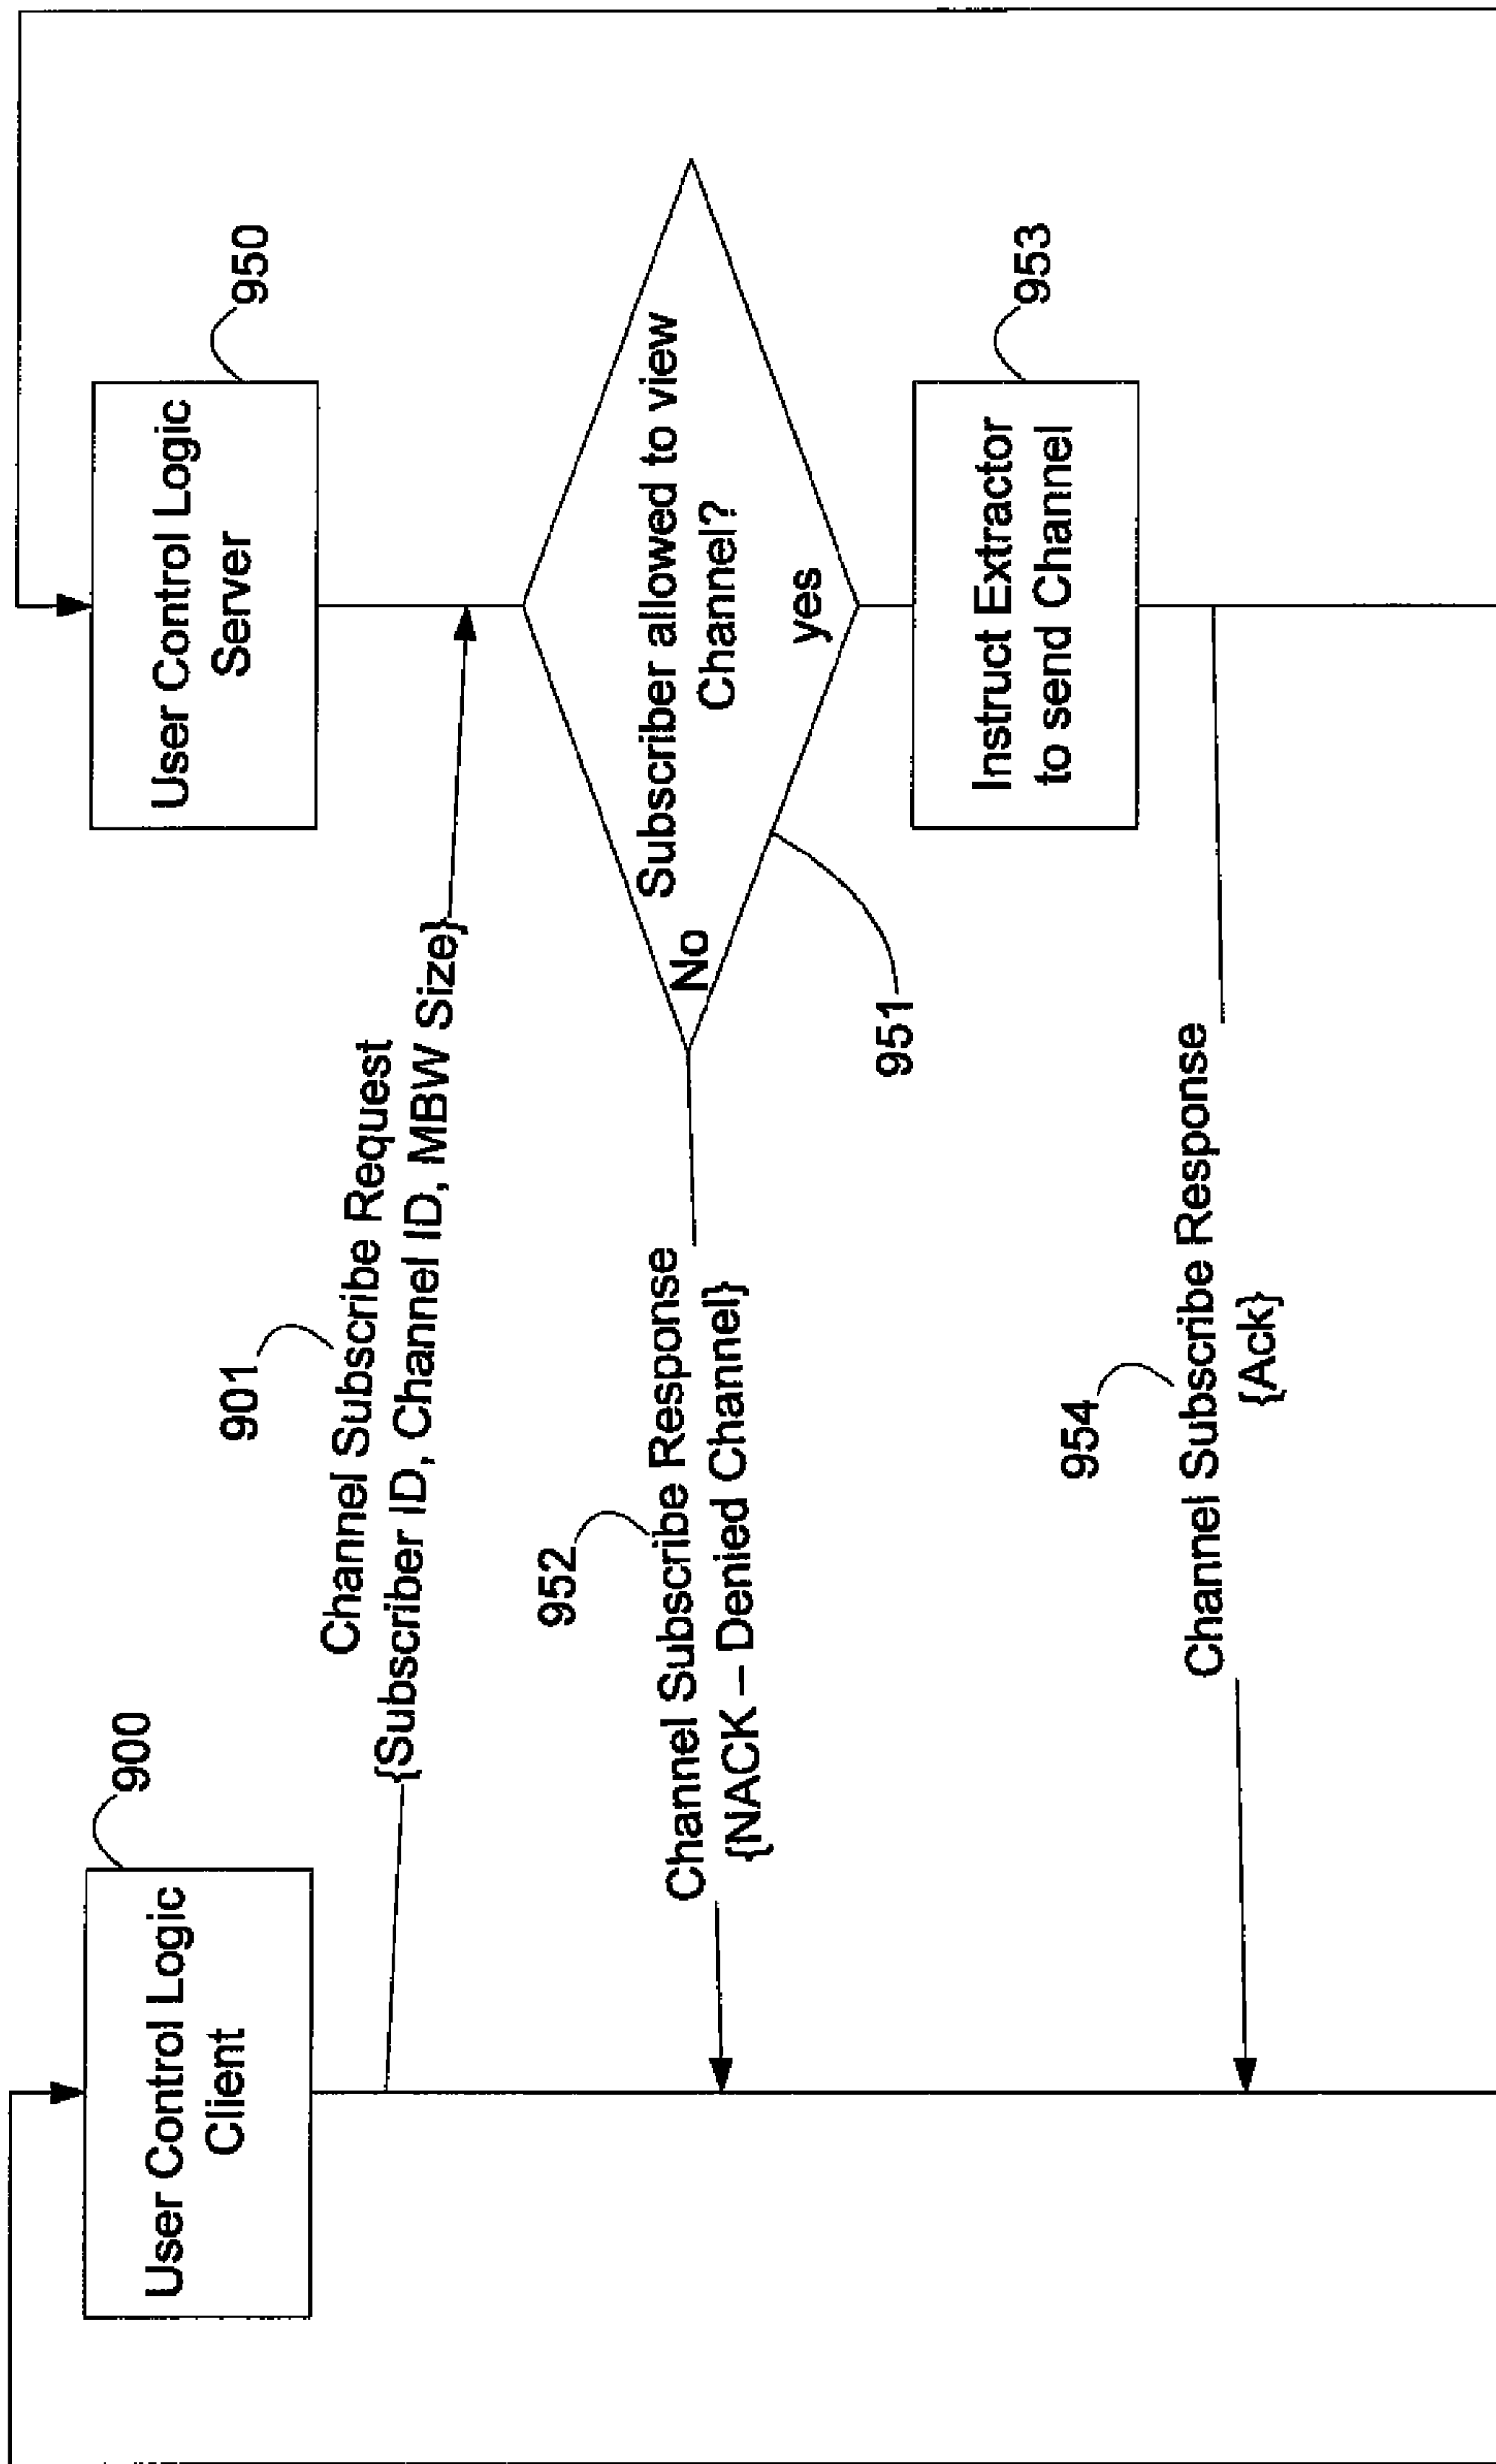 900
User Control Logic
Client
950
User Control Logic
Server
901
Channel Subscribe Request
{Subscriber ID, Channel ID, MBW Size}
Subscriber allowed to view
Channel?
No
yes
951
952
Channel Subscribe Response
{NACK – Denied Channel}
953
Instruct Extractor
to send Channel
954
Channel Subscribe Response
{Ack}